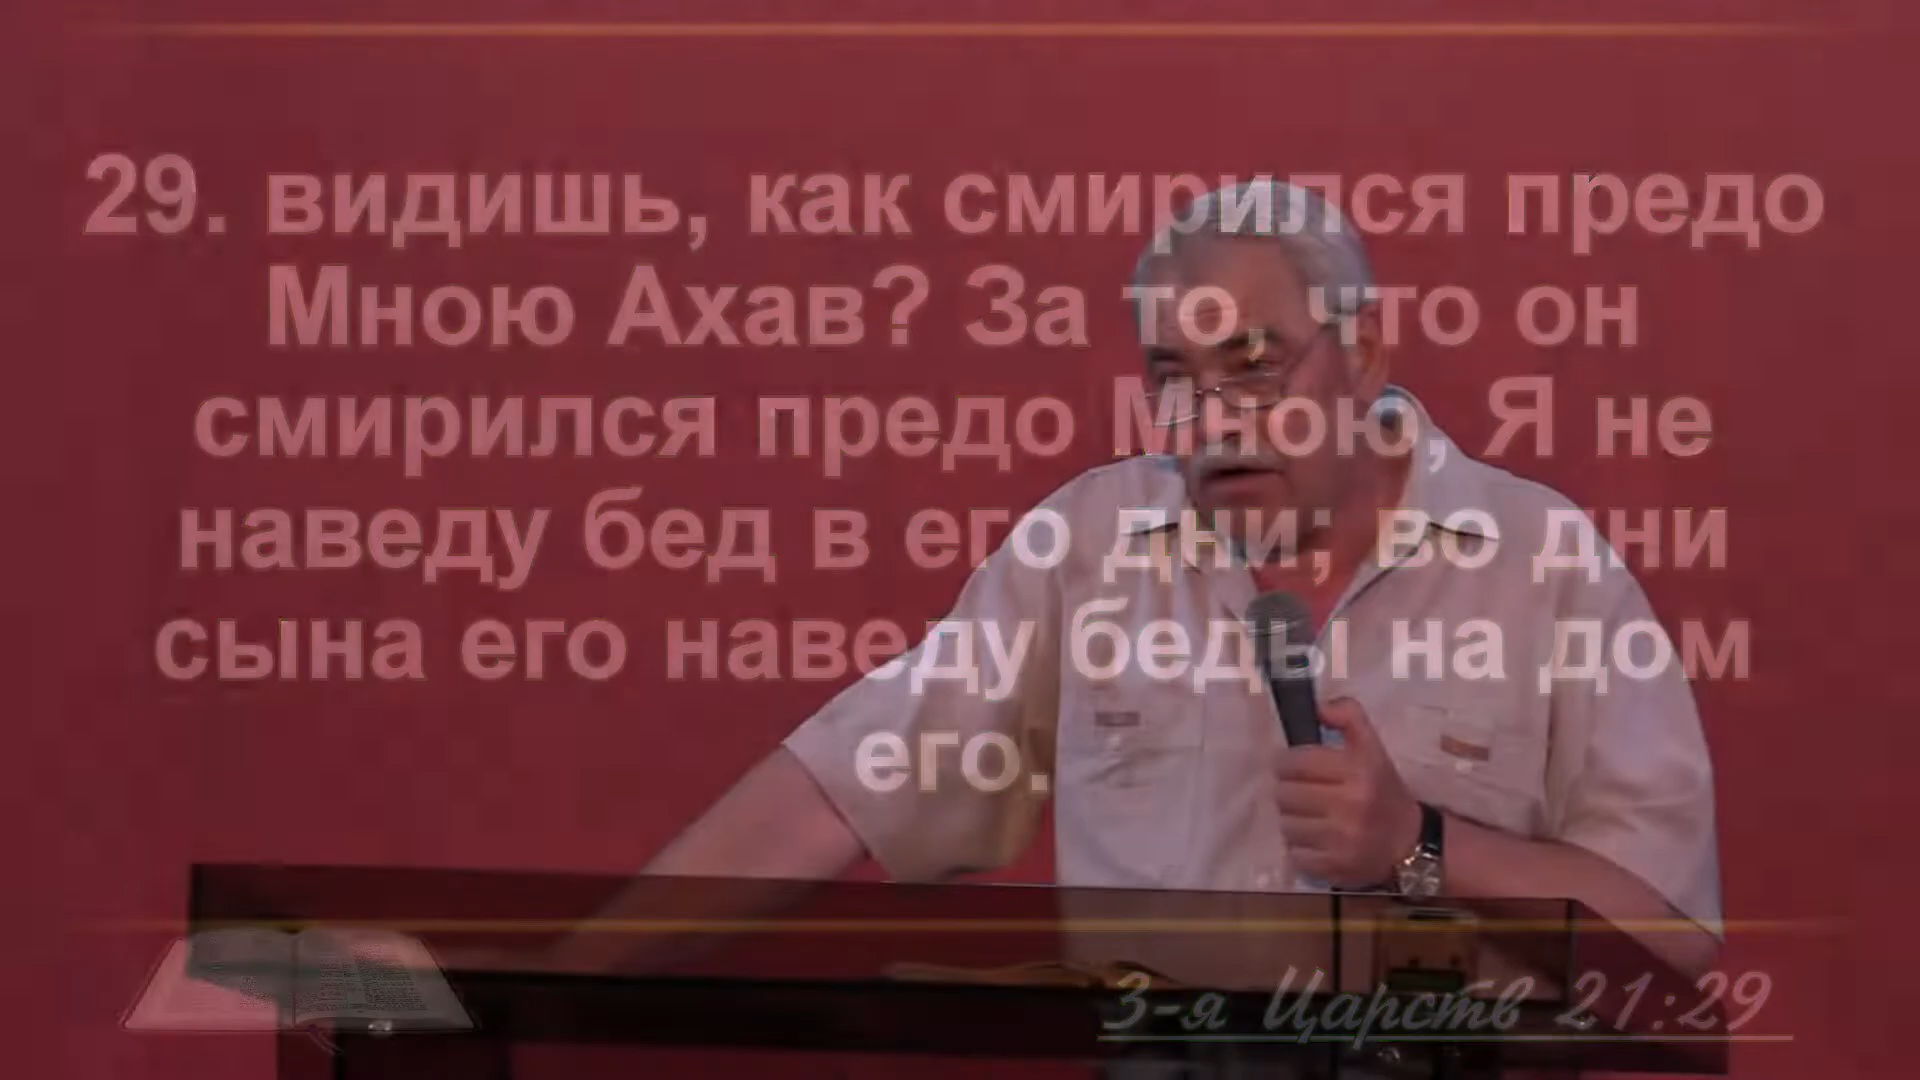 29. видишь, как смирился предо
Мною Ахав? За то, что он
смирился предо Мною, Я не
наведу бед в его дни; во дни
сына его наведу беды на дом
его.
3-я Царств 21:29